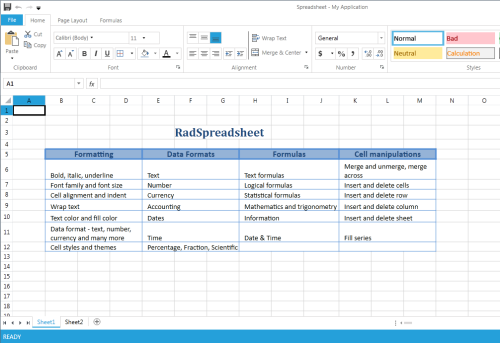 Spreadsheet - My Application
File Home Page Layout Formulas
Paste Cut Copy
Calibri (Body) 11
Wrap Text
Merge & Center
General
Normal Bad
Neutral Calculation
Clipboard Font Alignment Number Styles
A1 fx
A B C D E F G H I J K L M N O
1
2
3 RadSpreadsheet
4
5 Formatting Data Formats Formulas Cell manipulations
6 Bold, italic, underline Text Text formulas Merge and unmerge, merge across
7 Font family and font size Number Logical formulas Insert and delete cells
8 Cell alignment and indent Currency Statistical formulas Insert and delete row
9 Wrap text Accounting Mathematics and trigonometry Insert and delete column
10 Text color and fill color Dates Information Insert and delete sheet
11 Data format - text, number, currency and many more Time Date & Time Fill series
12 Cell styles and themes Percentage, Fraction, Scientific
13
14
15
16
17
18
Sheet1 Sheet2
READY